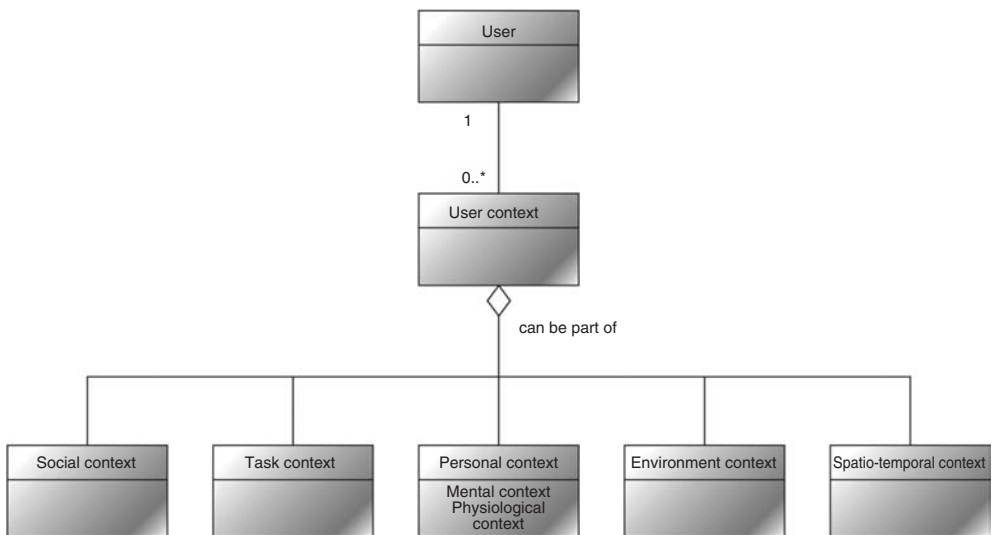 User
1
0..*
User context
can be part of
Social context
Task context
Personal context
Environment context
Spatio-temporal context
Mental context
Physiological
context